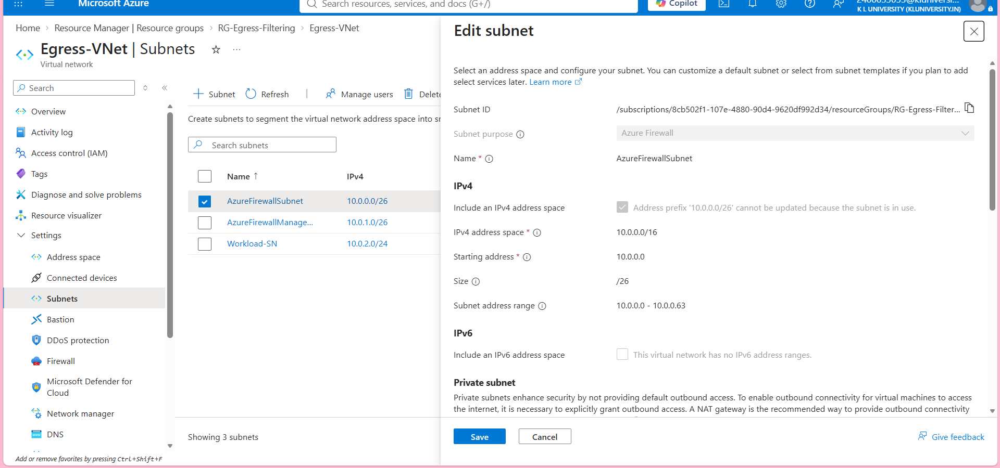 Microsoft Azure
Search resources, services, and docs (G+/)
Copilot
K L UNIVERSITY (KLUNIVERSITY.IN)
Home > Resource Manager | Resource groups > RG-Egress-Filtering > Egress-VNet
Egress-VNet | Subnets
Virtual network
Search
Overview
Activity log
Access control (IAM)
Tags
Diagnose and solve problems
Resource visualizer
Settings
Address space
Connected devices
Subnets
Bastion
DDoS protection
Firewall
Microsoft Defender for
Cloud
Network manager
DNS
Add or remove favorites by pressing Ctrl+Shift+F
Subnet
Refresh
Manage users
Delete
Create subnets to segment the virtual network address space into
Search subnets
Name ↑ IPv4
AzureFirewallSubnet 10.0.0.0/26
AzureFirewallManage... 10.0.1.0/26
Workload-SN 10.0.2.0/24
Showing 3 subnets
Edit subnet
Select an address space and configure your subnet. You can customize a default subnet or select from subnet templates if you plan to add
select services later. Learn more
Subnet ID /subscriptions/8cb502f1-107e-4880-90d4-9620df992d34/resourceGroups/RG-Egress-Filter...
Subnet purpose Azure Firewall
Name * AzureFirewallSubnet
IPv4
Include an IPv4 address space Address prefix '10.0.0.0/26' cannot be updated because the subnet is in use.
IPv4 address space * 10.0.0.0/16
Starting address * 10.0.0.0
Size /26
Subnet address range 10.0.0.0 - 10.0.0.63
IPv6
Include an IPv6 address space This virtual network has no IPv6 address ranges.
Private subnet
Private subnets enhance security by not providing default outbound access. To enable outbound connectivity for virtual machines to access
the internet, it is necessary to explicitly grant outbound access. A NAT gateway is the recommended way to provide outbound connectivity
Save
Cancel
Give feedback